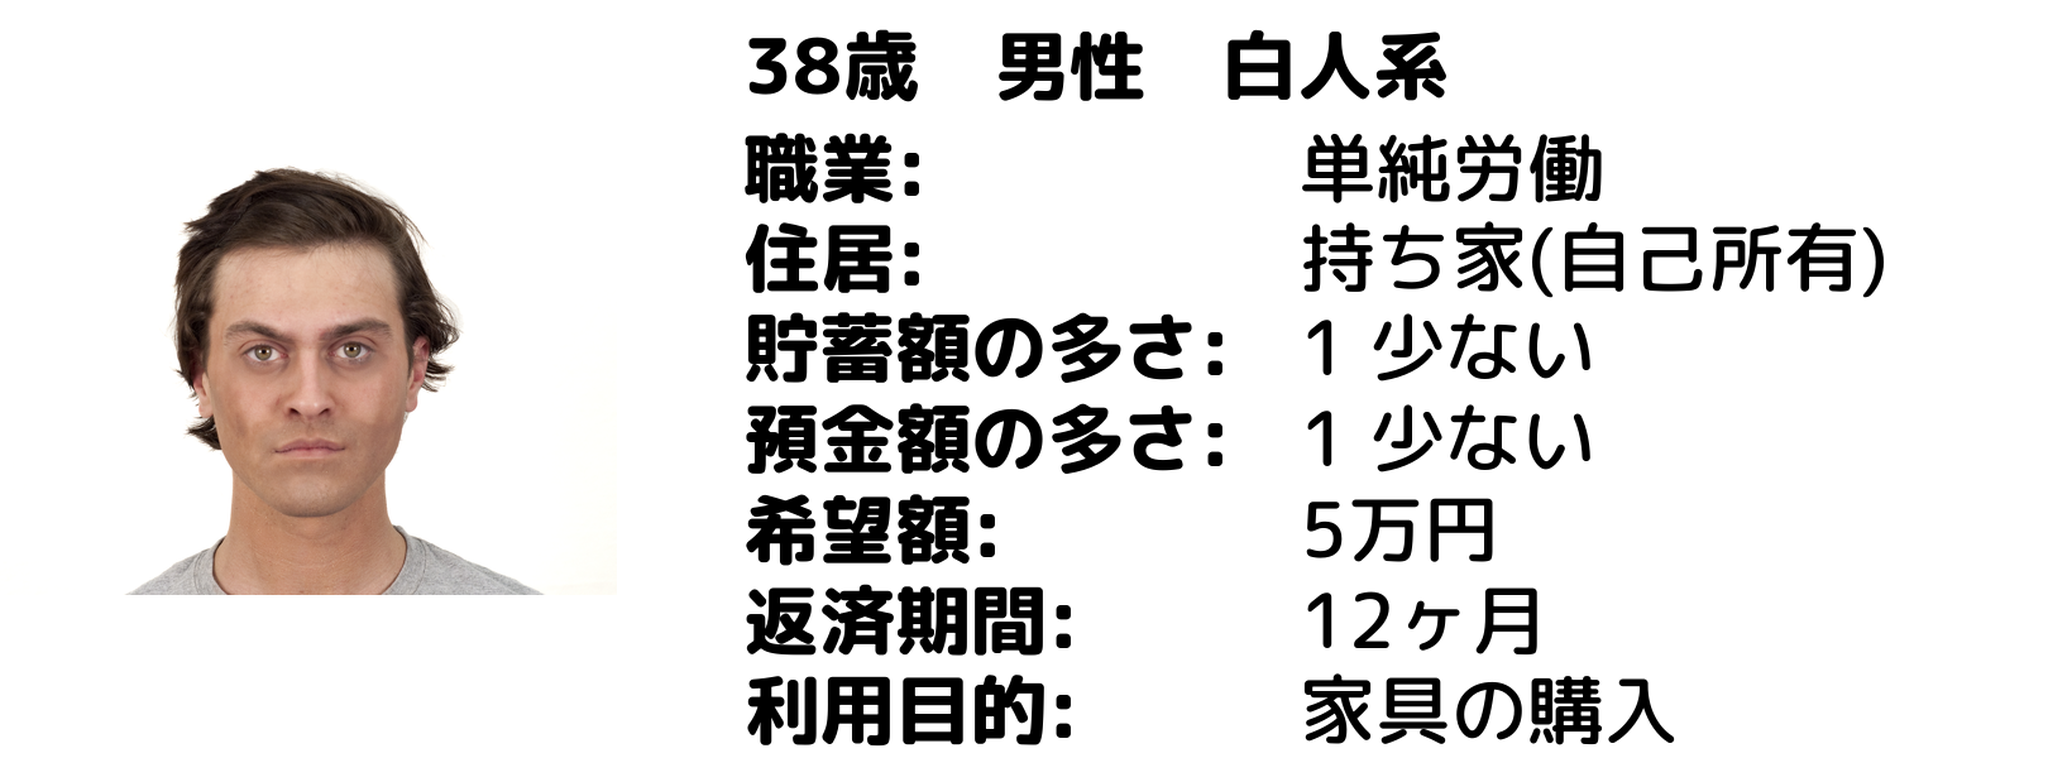 38歳　男性　白人系
職業: 単純労働
住居: 持ち家(自己所有)
貯蓄額の多さ: 1 少ない
預金額の多さ: 1 少ない
希望額: 5万円
返済期間: 12ヶ月
利用目的: 家具の購入